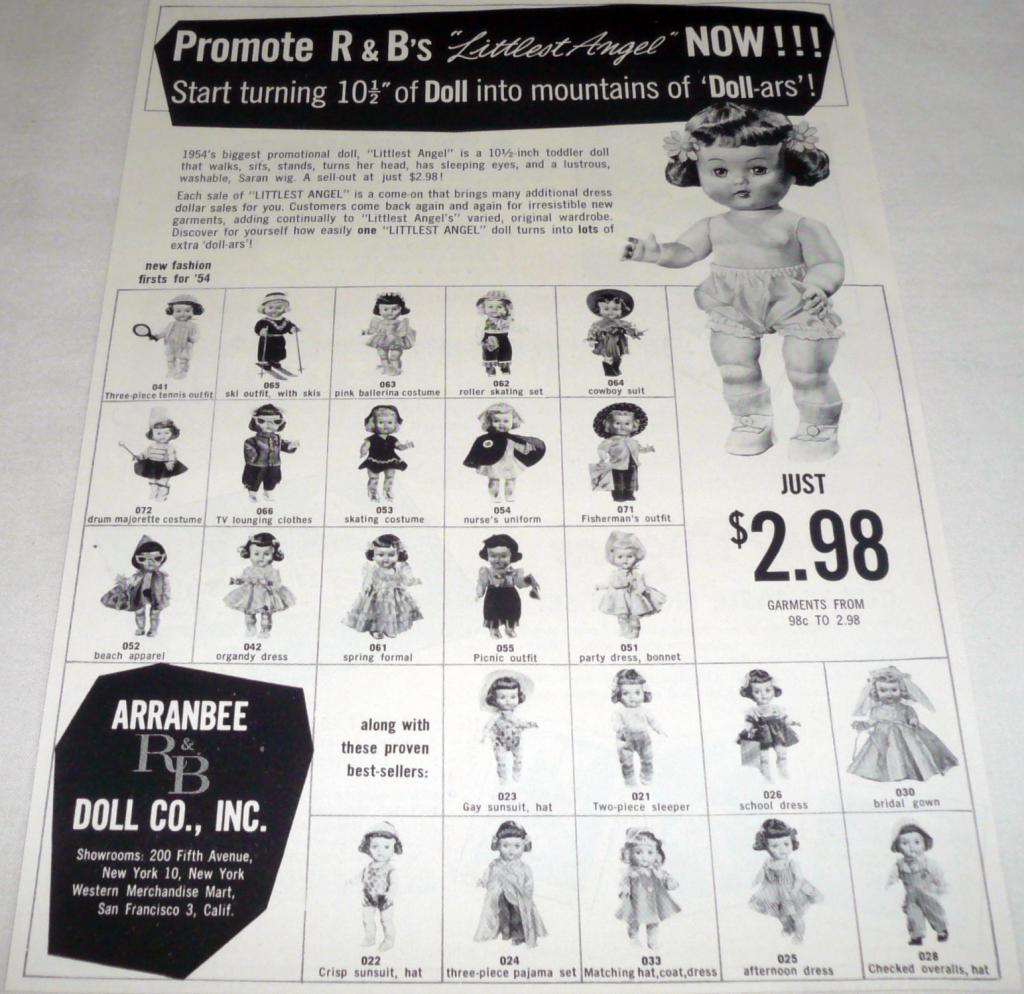 Promote R & B's "Littlest Angel" NOW!!!
Start turning 10½" of Doll into mountains of 'Doll-ars'!
1954's biggest promotional doll, "Littlest Angel" is a 10½-inch toddler doll
that walks, sits, stands, turns her head, has sleeping eyes, and a lustrous,
washable, Saran wig. A sell-out at just $2.98!
Each sale of "LITTLEST ANGEL" is a come-on that brings many additional dress
dollar sales for you. Customers come back again and again for irresistible new
garments, adding continually to "Littlest Angel's" varied, original wardrobe.
Discover for yourself how easily one "LITTLEST ANGEL" doll turns into lots of
extra 'doll-ars'!
new fashion
firsts for '54
041
Three-piece tennis outfit
065
ski outfit, with skis
063
pink ballerina costume
062
roller skating set
064
cowboy suit
072
drum majorette costume
066
TV lounging clothes
053
skating costume
054
nurse's uniform
071
Fisherman's outfit
JUST
$2.98
GARMENTS FROM
98c TO 2.98
052
beach apparel
042
organdy dress
061
spring formal
055
Picnic outfit
051
party dress, bonnet
ARRANBEE
R&B
DOLL CO., INC.
Showrooms: 200 Fifth Avenue,
New York 10, New York
Western Merchandise Mart,
San Francisco 3, Calif.
along with
these proven
best-sellers:
023
Gay sunsuit, hat
021
Two-piece sleeper
026
school dress
030
bridal gown
022
Crisp sunsuit, hat
024
three-piece pajama set
033
Matching hat, coat, dress
025
afternoon dress
028
Checked overalls, hat